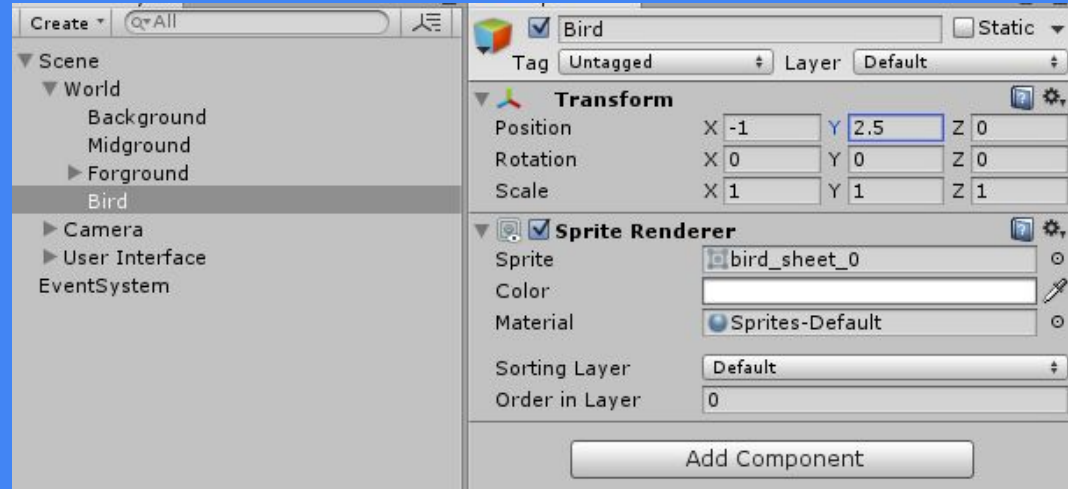 Create
All
Scene
World
Background
Midground
Forground
Bird
Camera
User Interface
EventSystem
Bird Static
Tag Untagged Layer Default
Transform
Position X -1 Y 2.5 Z 0
Rotation X 0 Y 0 Z 0
Scale X 1 Y 1 Z 1
Sprite Renderer
Sprite bird_sheet_0
Color
Material Sprites-Default
Sorting Layer Default
Order in Layer 0
Add Component